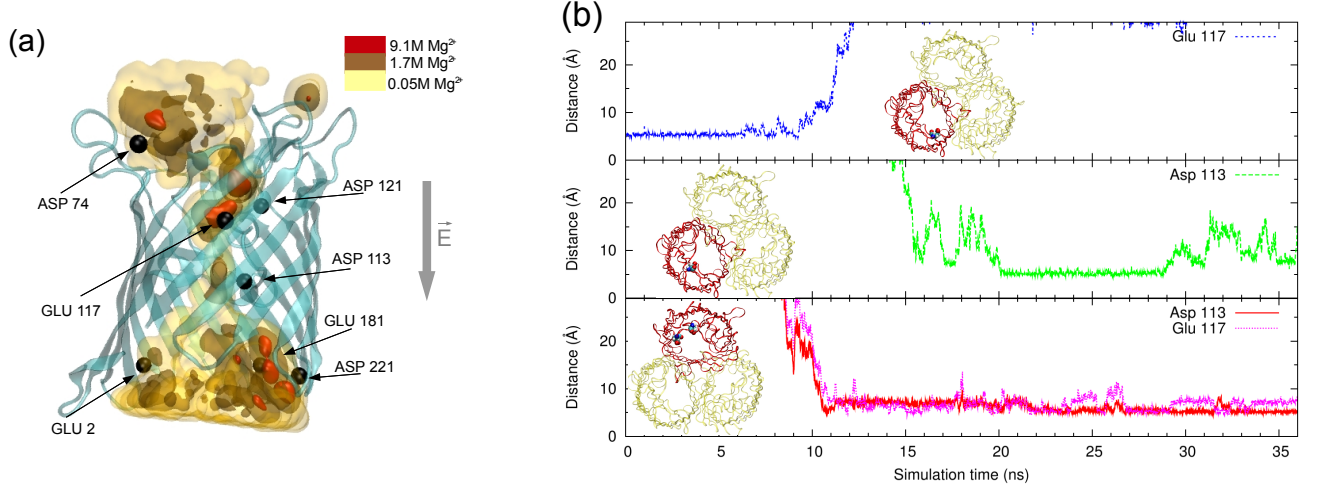 (a)
9.1M Mg²⁺
1.7M Mg²⁺
0.05M Mg²⁺
ASP 74
ASP 121
E
ASP 113
GLU 117
GLU 181
ASP 221
GLU 2
(b)
Distance (Å)
20
10
0
Glu 117
Distance (Å)
20
10
0
Asp 113
Distance (Å)
20
10
0
Asp 113
Glu 117
0 5 10 15 20 25 30 35
Simulation time (ns)